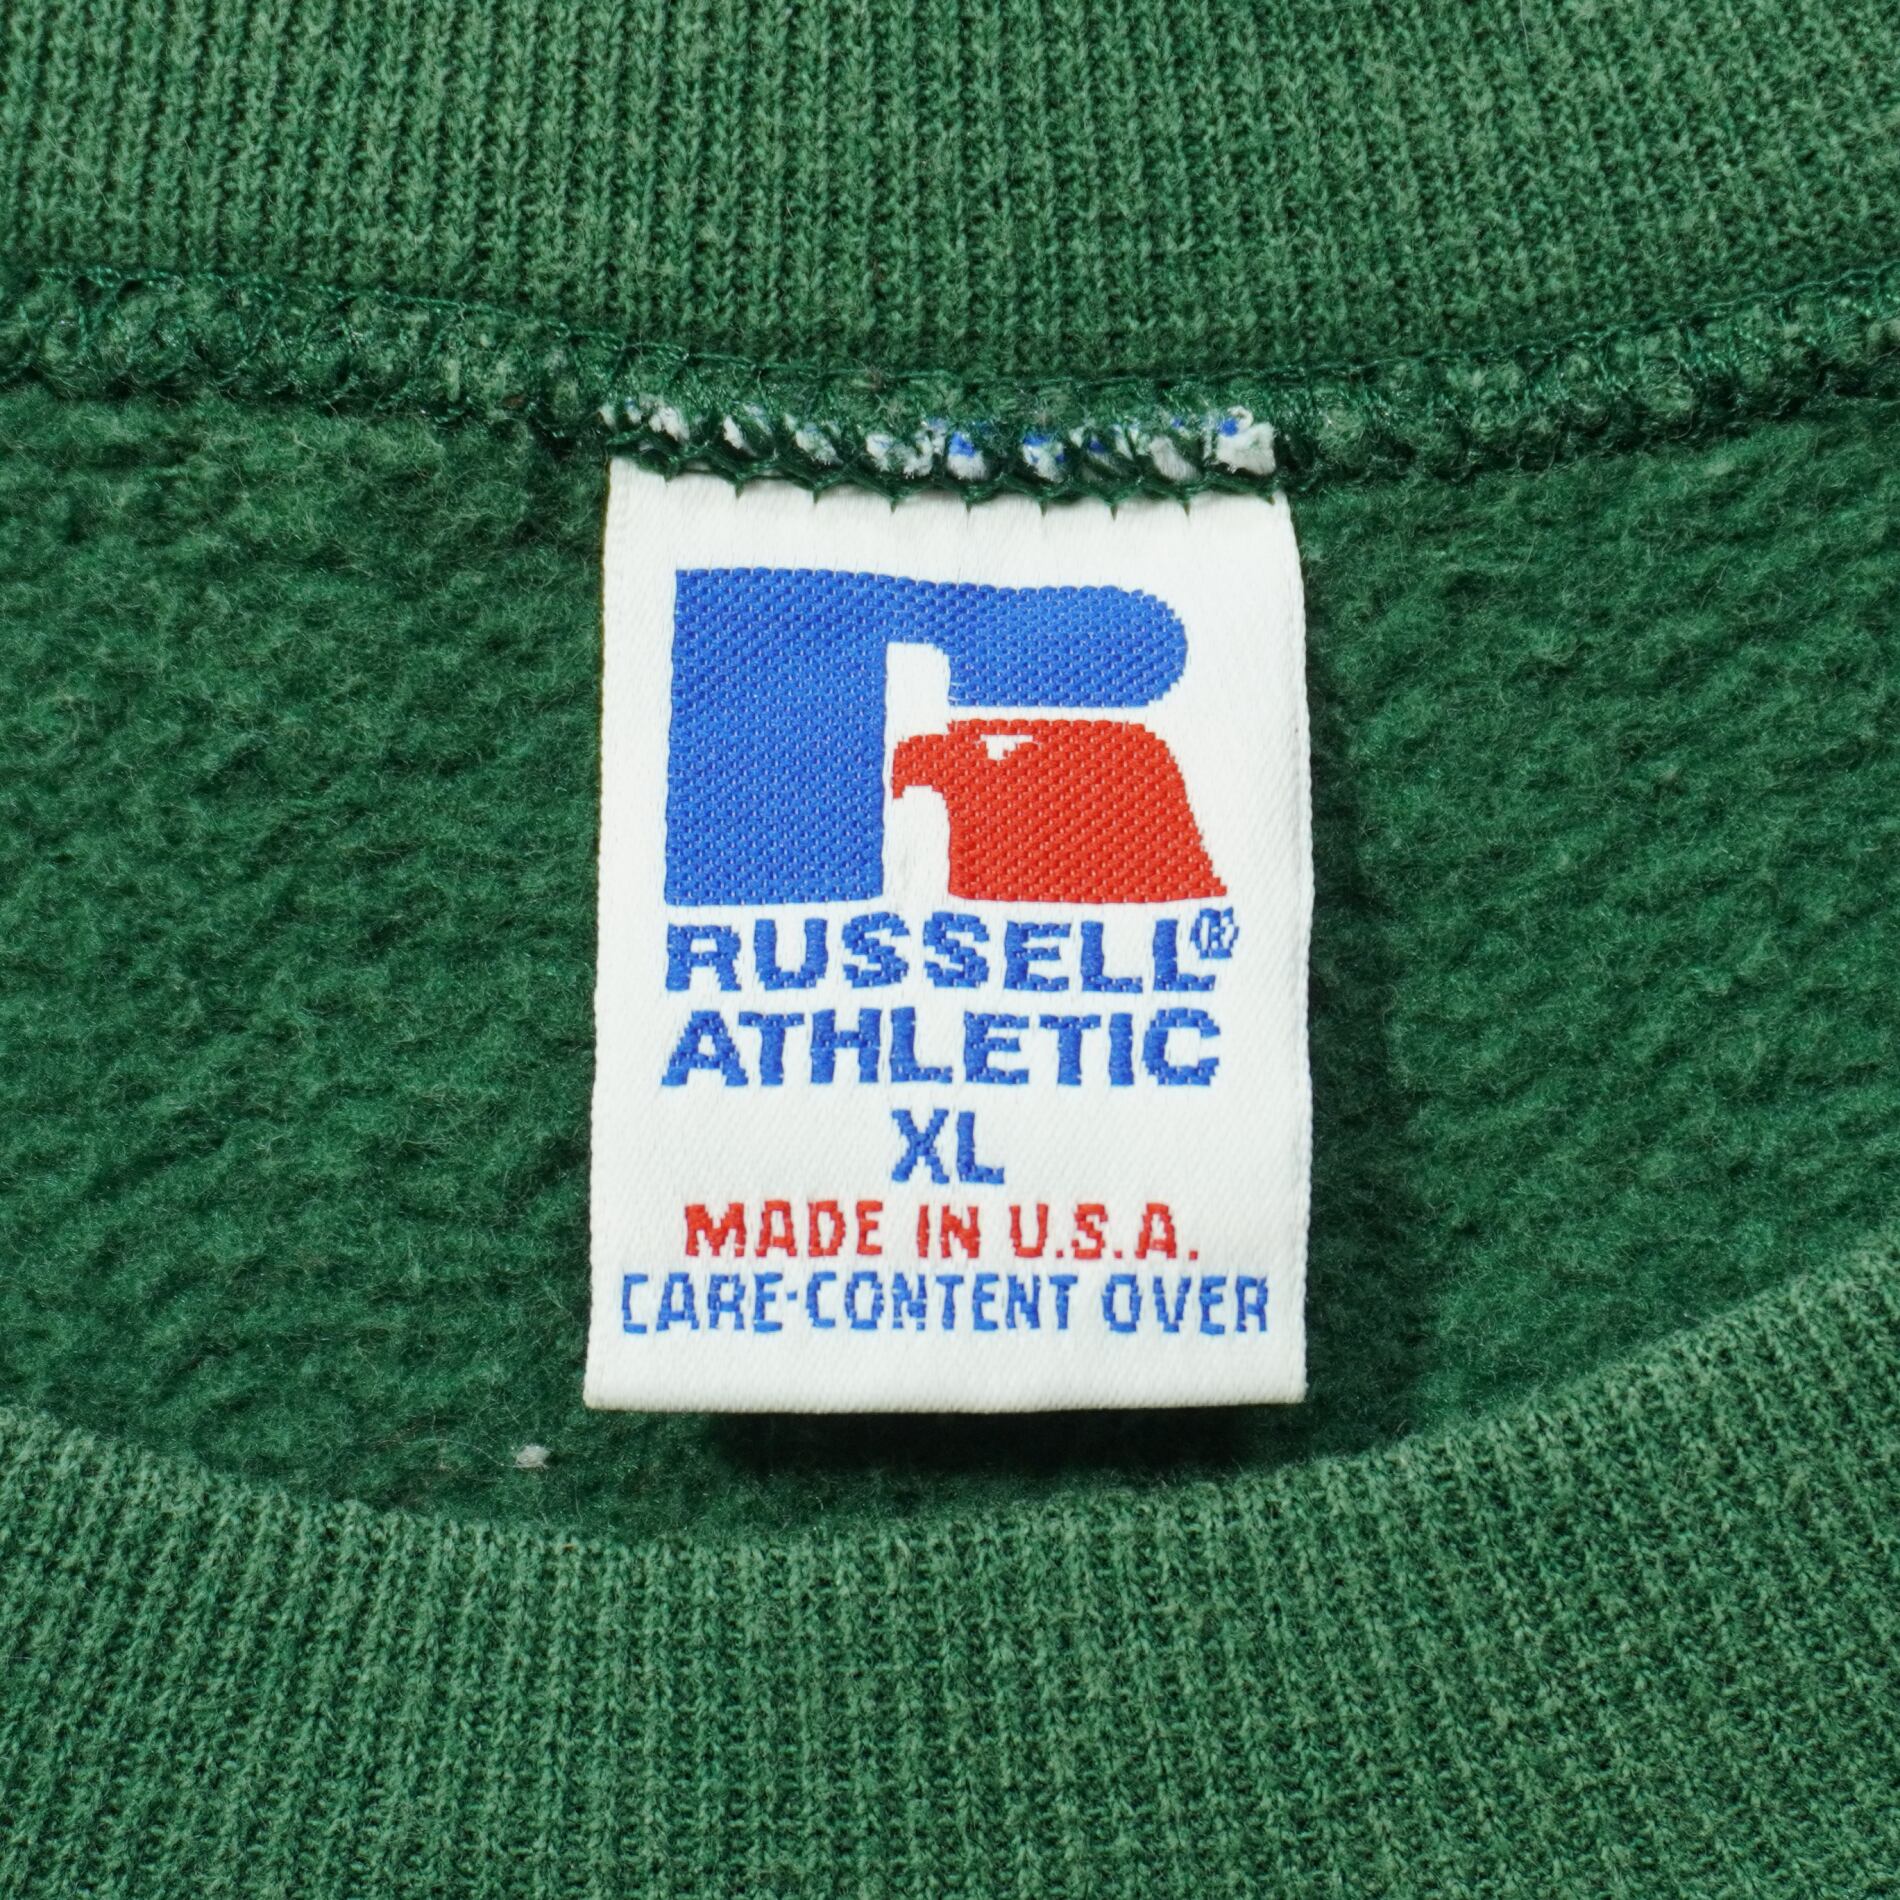 RUSSELL®
ATHLETIC
XL
MADE IN U.S.A.
CARE-CONTENT OVER